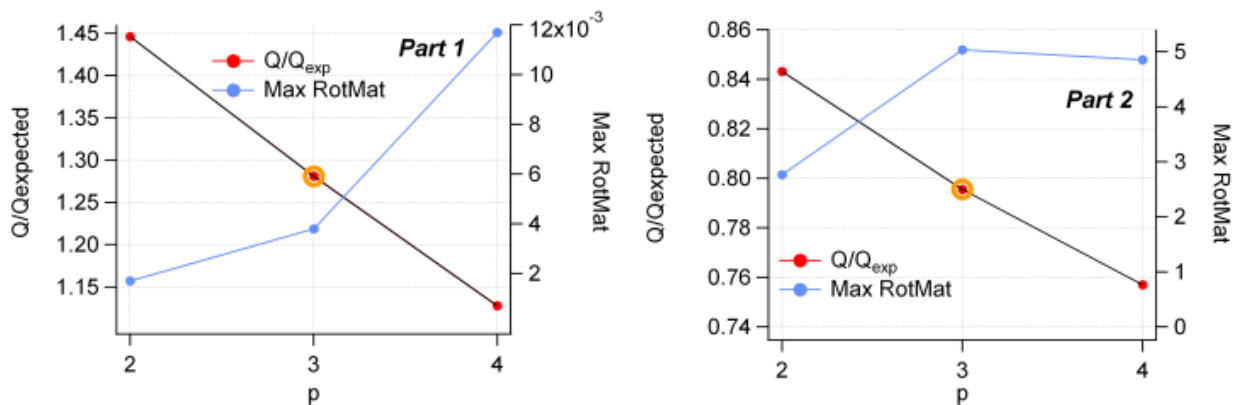 Part 1
Q/Qexp
Max RotMat
Q/Qexpected
1.45
1.40
1.35
1.30
1.25
1.20
1.15
12x10-3
10
8
6
4
2
Max RotMat
2 3 4
p
Part 2
Q/Qexp
Max RotMat
Q/Qexpected
0.86
0.84
0.82
0.80
0.78
0.76
0.74
5
4
3
2
1
0
Max RotMat
2 3 4
p